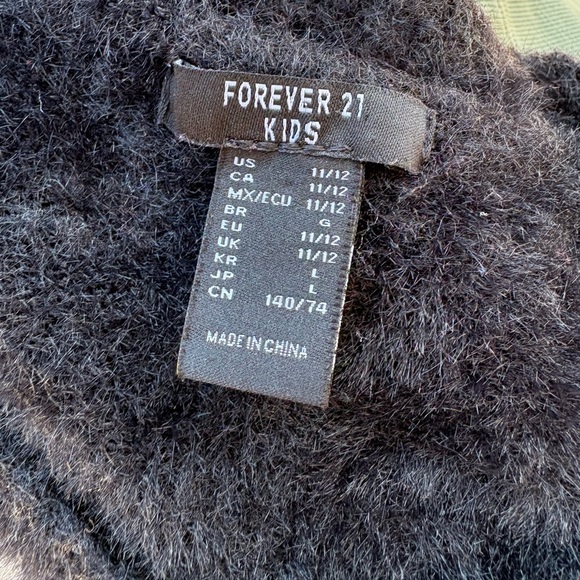 FOREVER 21
KIDS
US 11/12
CA 11/12
MX/ECU 11/12
BR G
EU 11/12
UK 11/12
KR L
JP L
CN 140/74
MADE IN CHINA